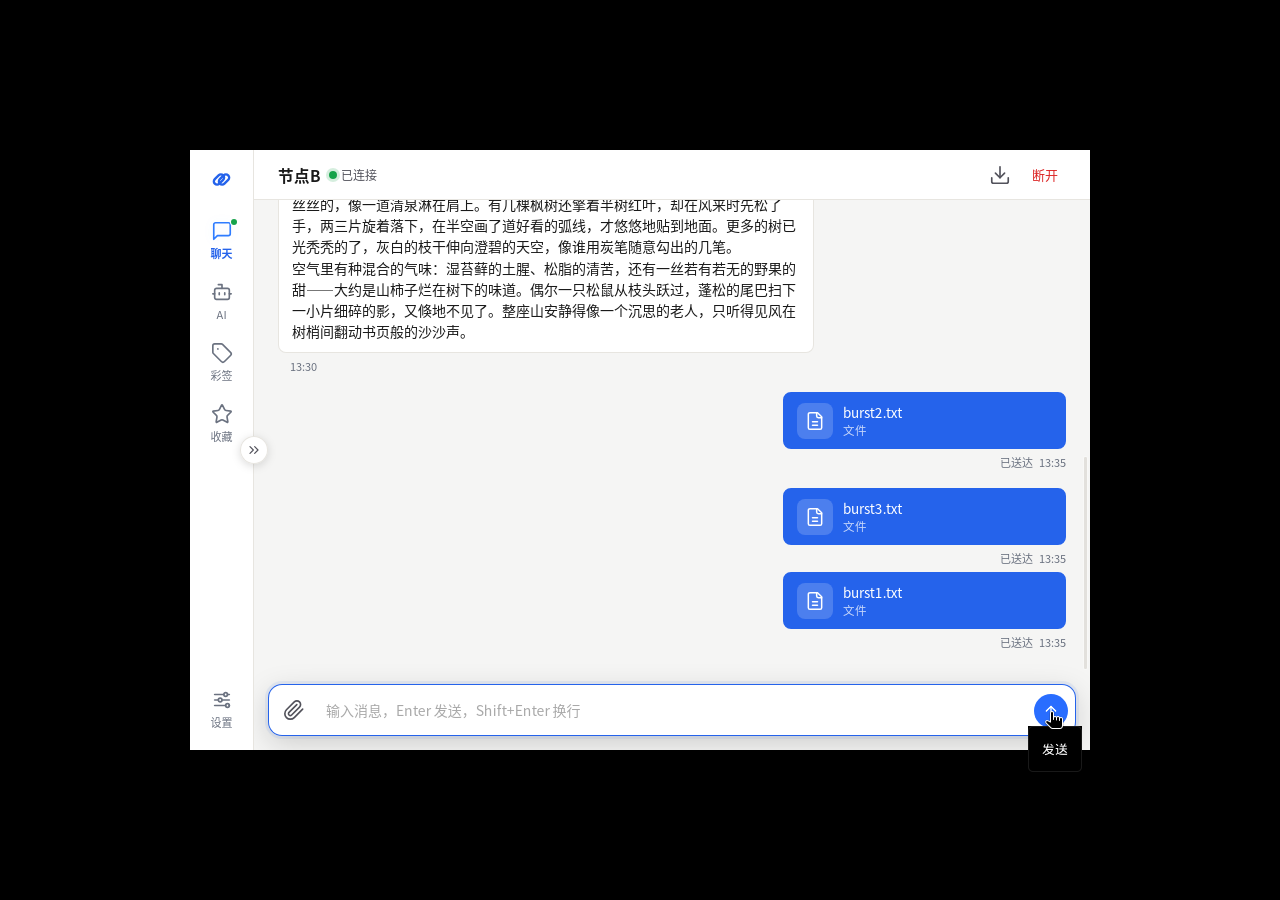 节点B 已连接
断开
聊天
AI
彩签
收藏
设置
丝丝的，像一道清泉淋在肩上。有几棵枫树还擎着半树红叶，却在风来时先松了
手，两三片旋着落下，在半空画了道好看的弧线，才悠悠地贴到地面。更多的树已
光秃秃的了，灰白的枝干伸向澄碧的天空，像谁用炭笔随意勾出的几笔。
空气里有种混合的气味：湿苔藓的土腥、松脂的清苦，还有一丝若有若无的野果的
甜——大约是山柿子烂在树下的味道。偶尔一只松鼠从枝头跃过，蓬松的尾巴扫下
一小片细碎的影，又倏地不见了。整座山安静得像一个沉思的老人，只听得见风在
树梢间翻动书页般的沙沙声。
13:30
burst2.txt
文件
已送达 13:35
burst3.txt
文件
已送达 13:35
burst1.txt
文件
已送达 13:35
输入消息，Enter 发送，Shift+Enter 换行
发送